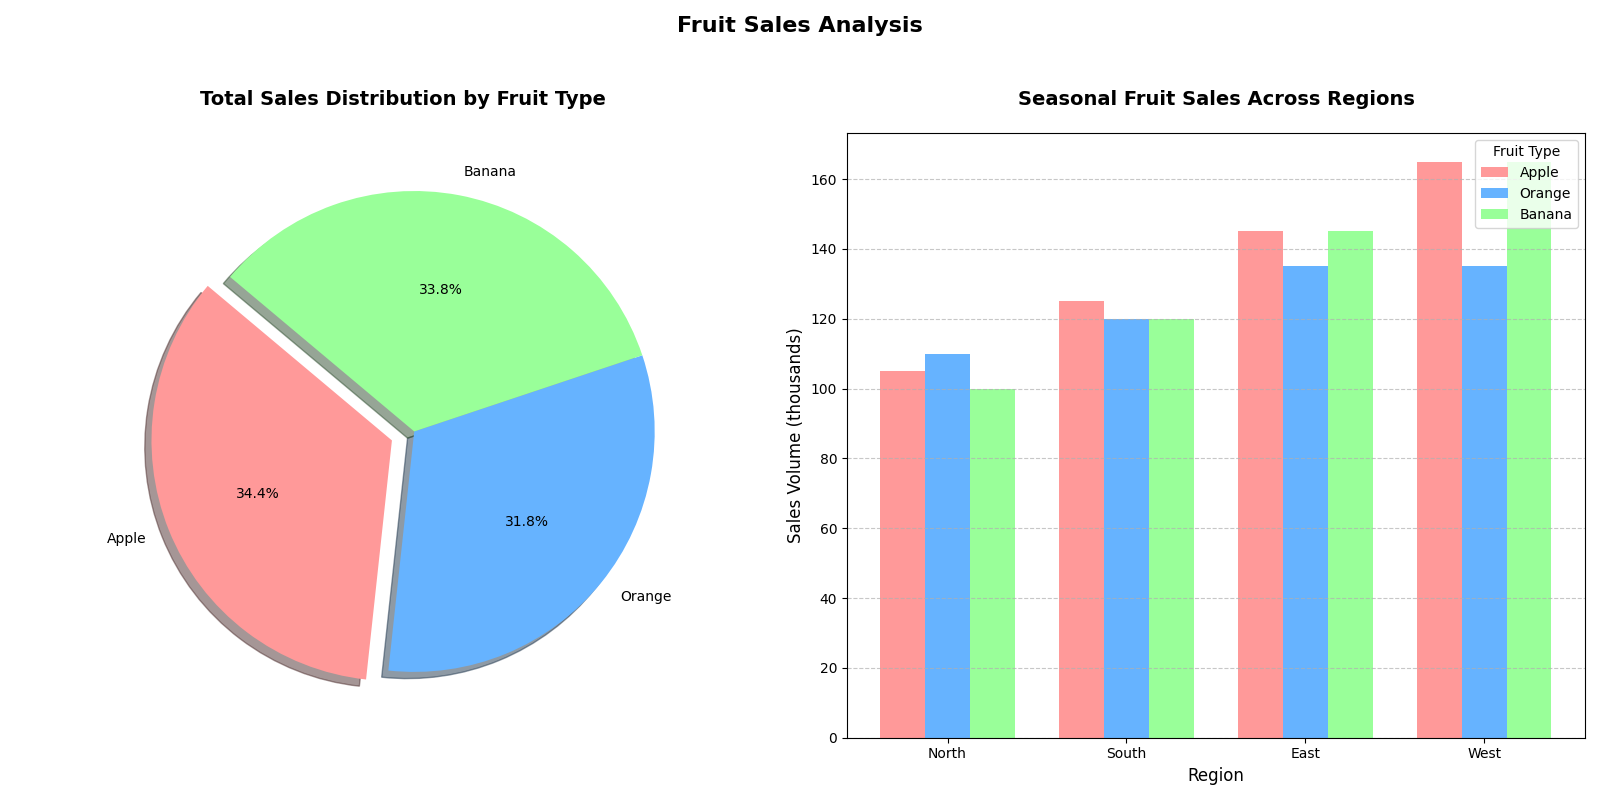 Fruit Sales Analysis
Total Sales Distribution by Fruit Type
Banana
33.8%
34.4%
31.8%
Apple
Orange
Seasonal Fruit Sales Across Regions
Fruit Type
Apple
Orange
Banana
160
140
120
100
80
60
40
20
0
Sales Volume (thousands)
North
South
East
West
Region